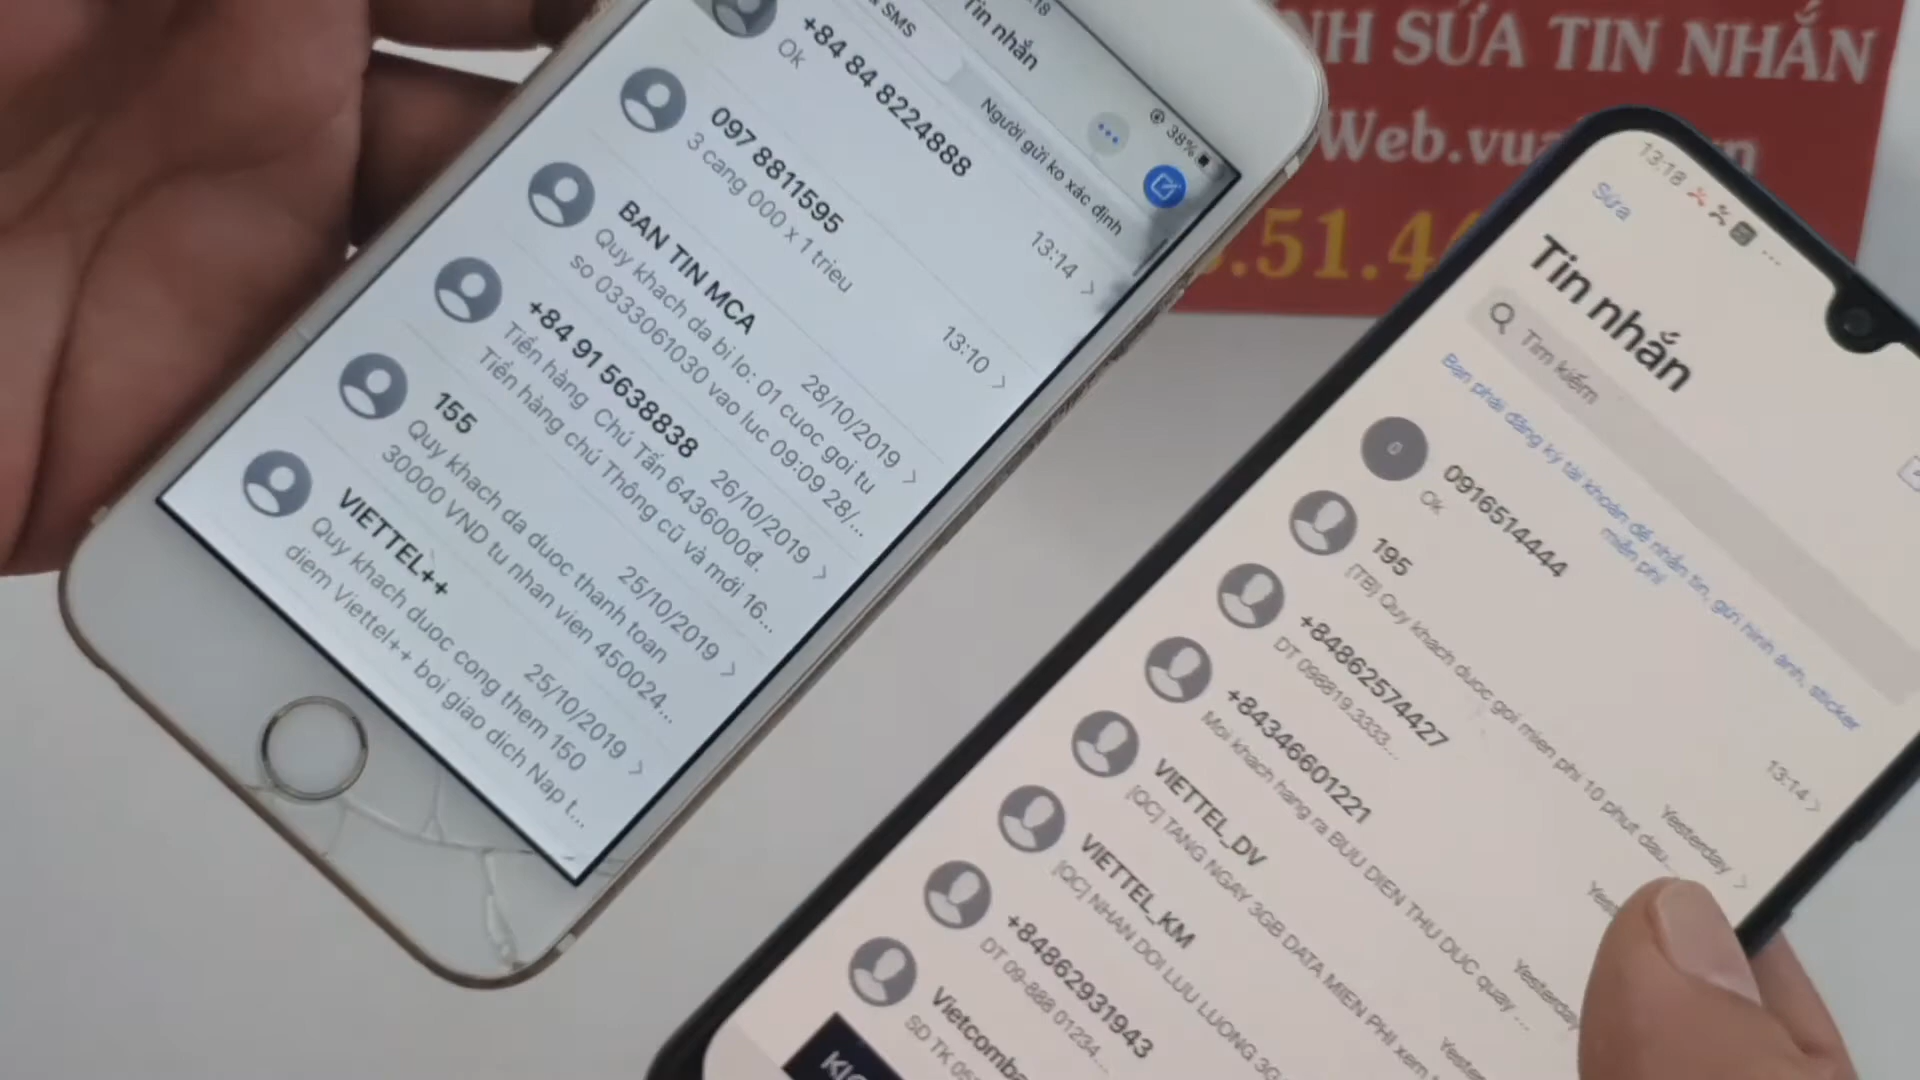 & SMS
Tin nhắn
Người gửi ko xác định
38%
+84 84 8224888
Ok
13:14
097 8811595
3 cang 000 x 1 trieu
13:10
BAN TIN MCA
28/10/2019
Quy khach da bi lo: 01 cuoc goi tu
so 0333061030 vao luc 09:09 28/...
+84 91 5638838
26/10/2019
Tiền hàng Chú Tấn 6436000₫.
Tiền hàng chú Thông cũ và mới 16...
155
25/10/2019
Quy khach da duoc thanh toan
30000 VND tu nhan vien 450024...
VIETTEL++
25/10/2019
Quy khach duoc cong them 150
diem Viettel++ boi giao dich Nap t...
NH SỬA TIN NHẮN
Web.vua
.51.4
13:18
Sửa
Tin nhắn
Tìm kiếm
Bạn phải đăng ký tài khoản để nhắn tin, gửi hình ảnh, sticker
miễn phí
0916514444
13:14
Ok
195
Yesterday
[TB] Quy khach duoc goi mien phi 10 phut dau...
+84862574427
DT 098819.3333...
+84346601221
Yesterday
Moi khach hang ra BUU DIEN THU DUC quay ...
VIETTEL_DV
[QC] TANG NGAY 3GB DATA MIEN PHI xem
VIETTEL_KM
[QC] NHAN DOI LUU LUONG
+84862931943
DT 09-888 01234...
Vietcomba
SD TK